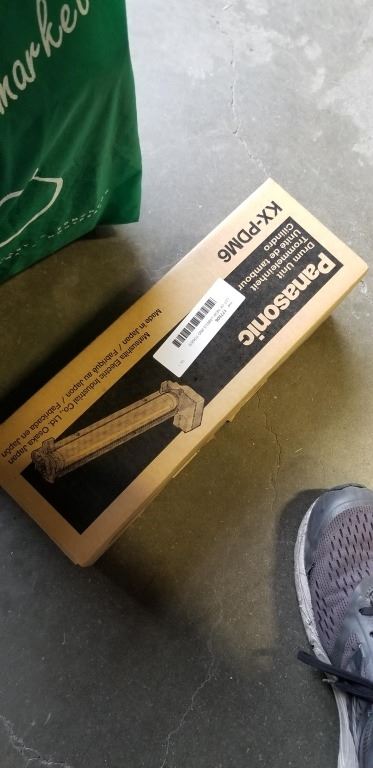 market
KX-PDM6
Drum Unit
Trommeleinheit
Unité de tambour
Cilindro
Panasonic
Matsushita Electric Industrial Co., Ltd. Osaka Japan
Made in Japan / Fabriqué au Japon / Fabricada en Japón